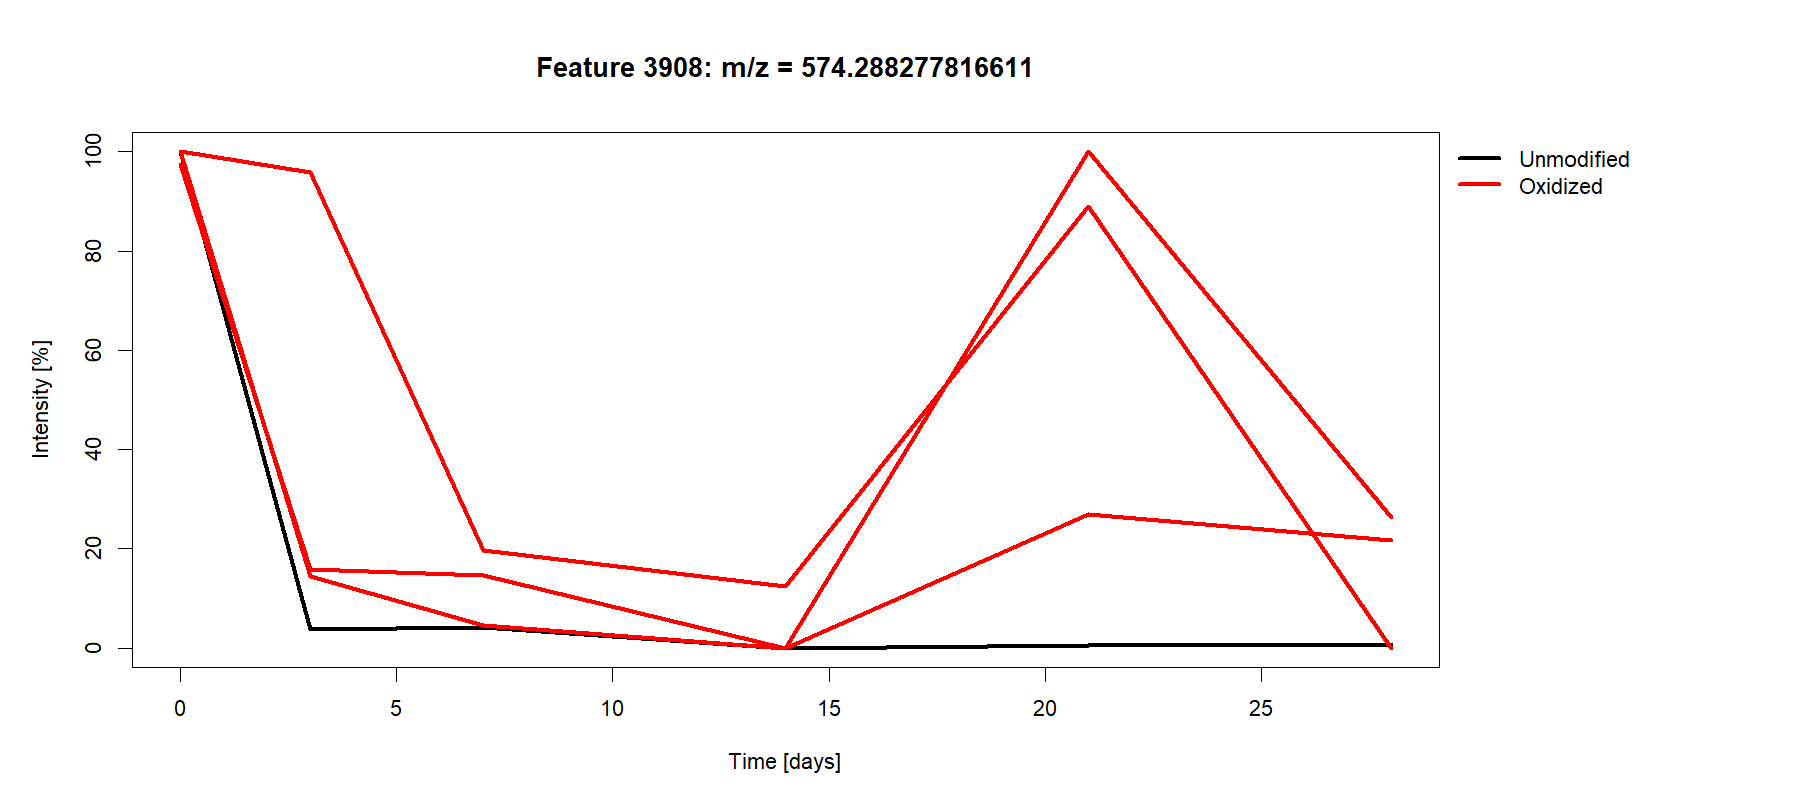 Feature 3908: m/z = 574.288277816611
Unmodified
Oxidized
Intensity [%]
100
80
60
40
20
0
0 5 10 15 20 25
Time [days]